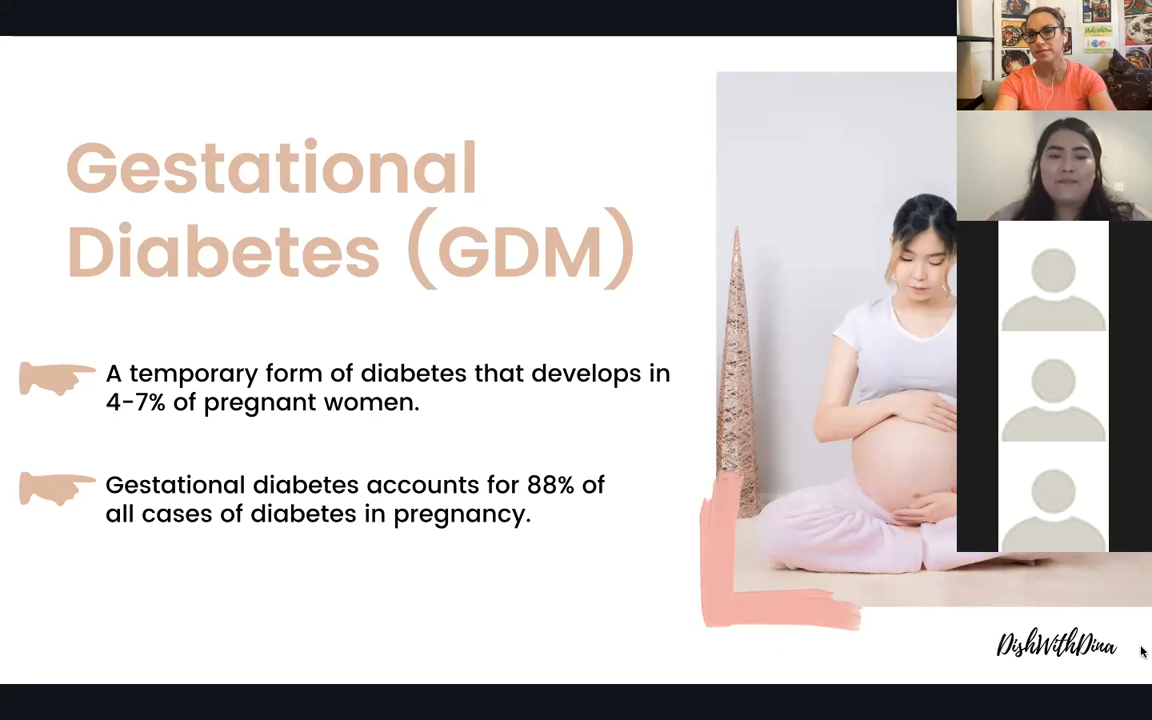 Gestational
Diabetes (GDM)
A temporary form of diabetes that develops in
4-7% of pregnant women.
Gestational diabetes accounts for 88% of
all cases of diabetes in pregnancy.
DishWithDina